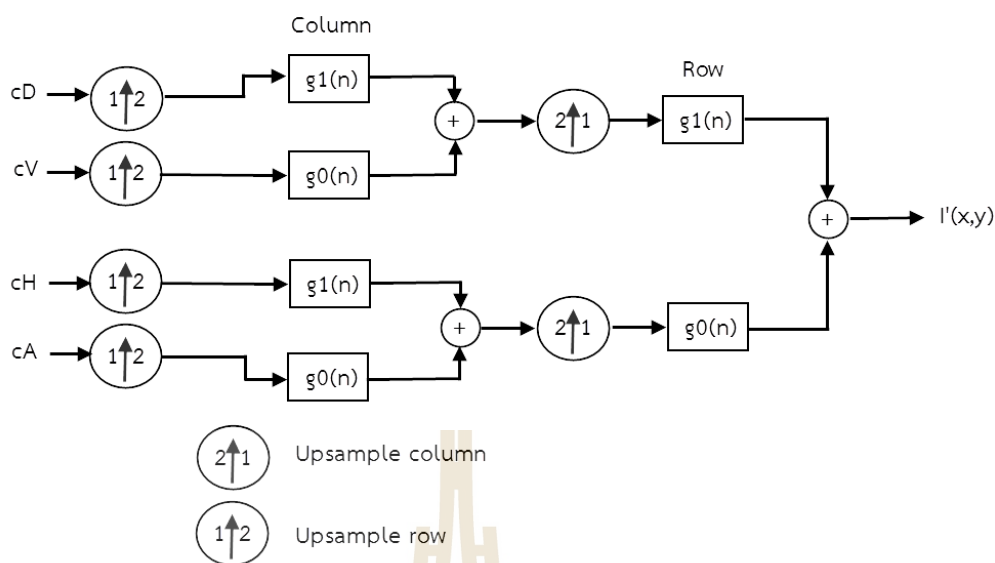 Column
Row
cD
1 2
g1(n)
+
2 1
g1(n)
cV
1 2
g0(n)
+
I'(x,y)
cH
1 2
g1(n)
+
2 1
g0(n)
cA
1 2
g0(n)
2 1
Upsample column
1 2
Upsample row